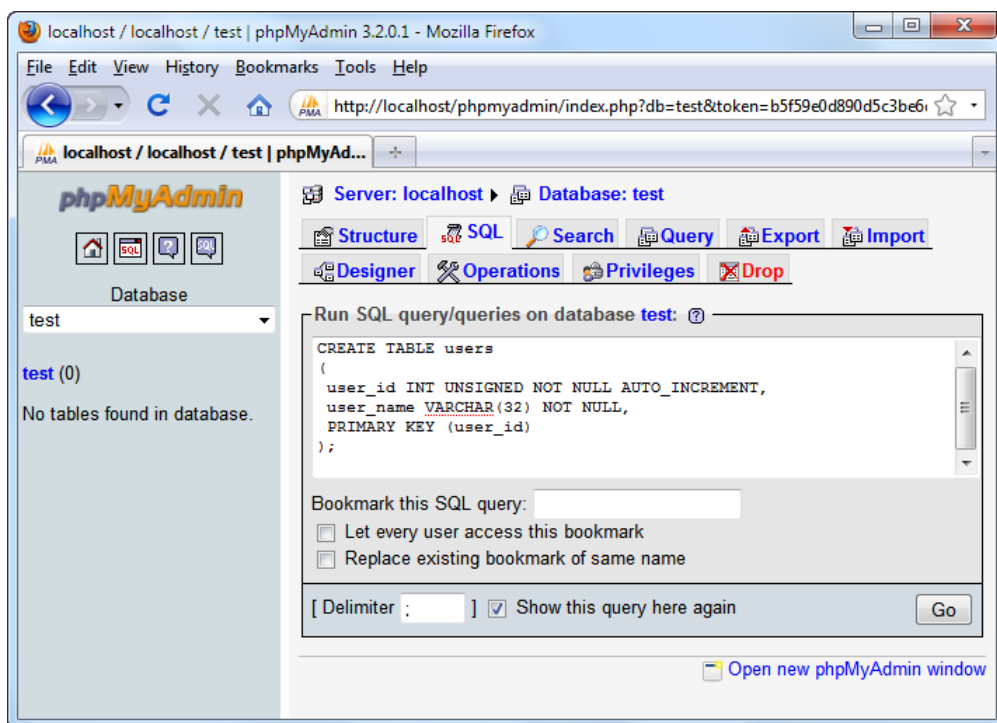 localhost / localhost / test | phpMyAdmin 3.2.0.1 - Mozilla Firefox
File Edit View History Bookmarks Tools Help
http://localhost/phpmyadmin/index.php?db=test&token=b5f59e0d890d5c3be6
PMA
PMA localhost / localhost / test | phpMyAd...
phpMyAdmin
SQL SQL
Database
test
test (0)
No tables found in database.
Server: localhost Database: test
Structure SQL Search Query Export Import
Designer Operations Privileges Drop
Run SQL query/queries on database test:
CREATE TABLE users
(
user_id INT UNSIGNED NOT NULL AUTO_INCREMENT,
user_name VARCHAR(32) NOT NULL,
PRIMARY KEY (user_id)
);
Bookmark this SQL query:
Let every user access this bookmark
Replace existing bookmark of same name
[ Delimiter ; ] Show this query here again Go
Open new phpMyAdmin window